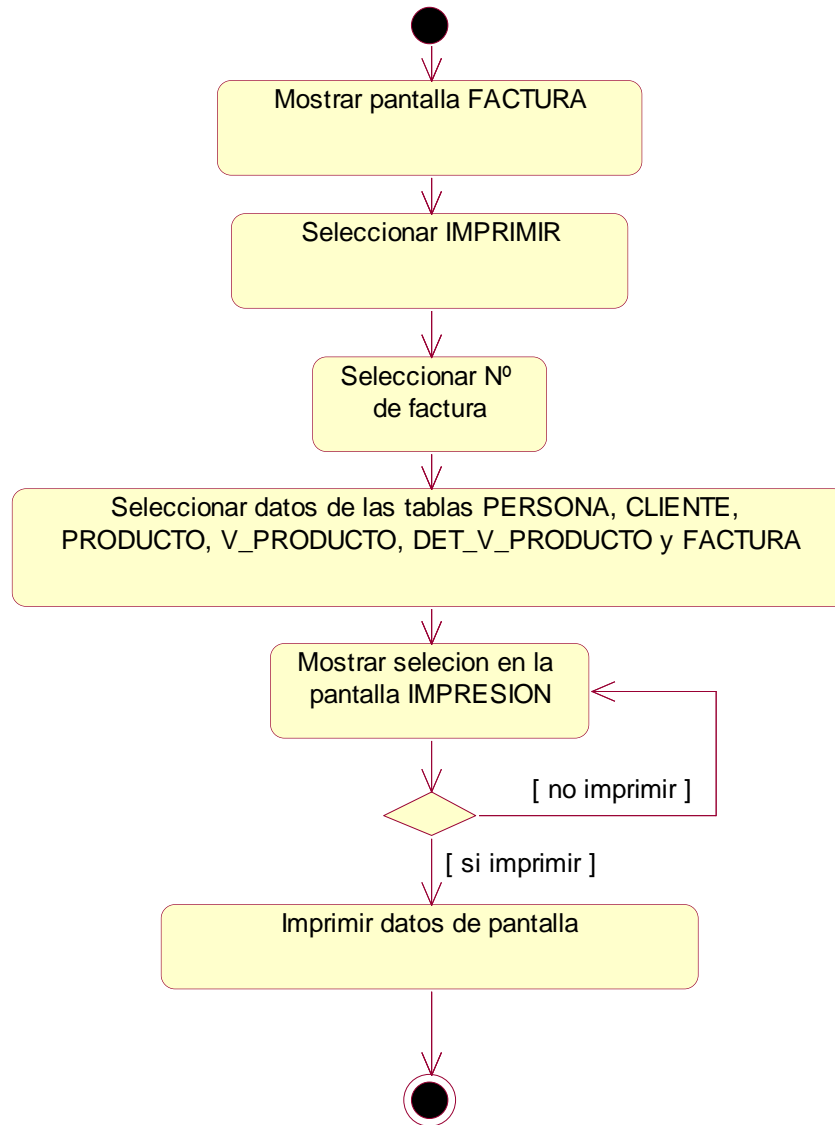 Mostrar pantalla FACTURA
Seleccionar IMPRIMIR
Seleccionar Nº
de factura
Seleccionar datos de las tablas PERSONA, CLIENTE,
PRODUCTO, V_PRODUCTO, DET_V_PRODUCTO y FACTURA
Mostrar selecion en la
pantalla IMPRESION
[ no imprimir ]
[ si imprimir ]
Imprimir datos de pantalla